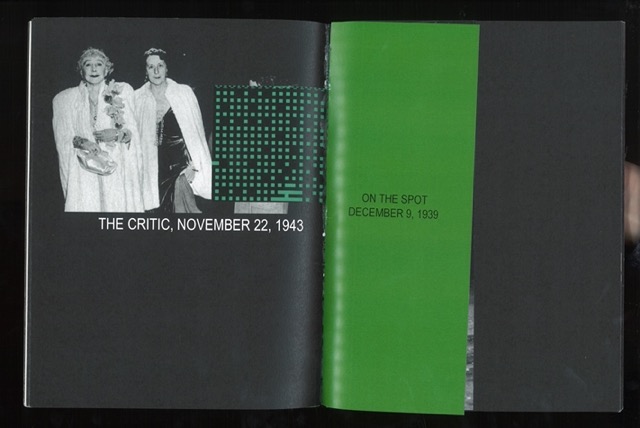 THE CRITIC, NOVEMBER 22, 1943
ON THE SPOT
DECEMBER 9, 1939